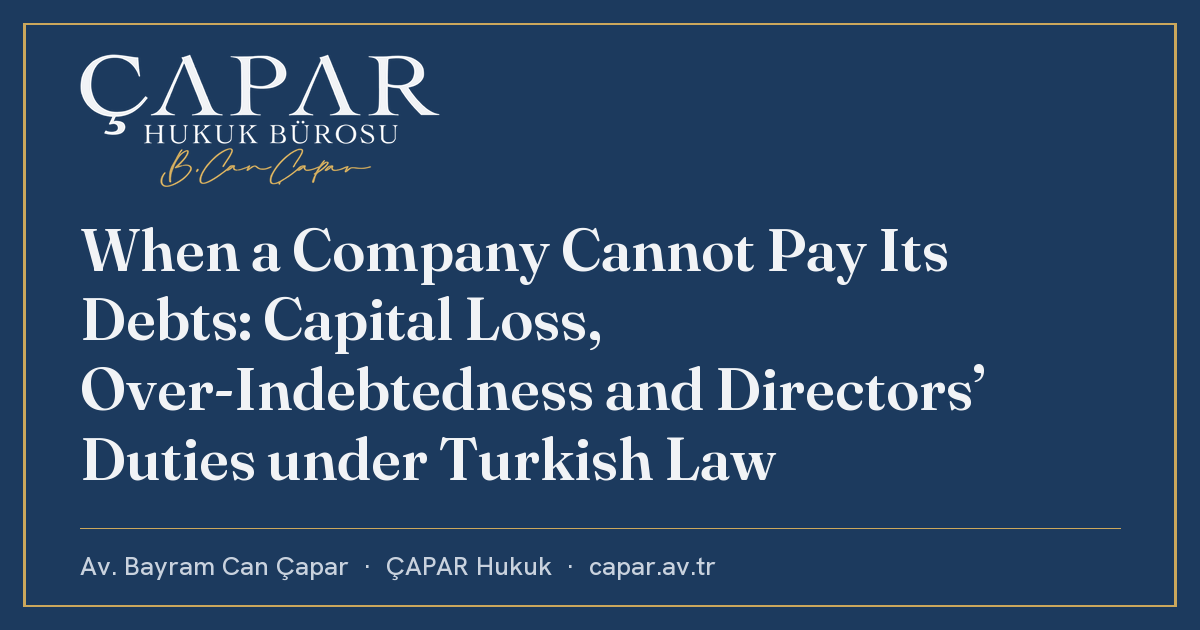 ÇAPAR
HUKUK BÜROSU
B.Can Çapar
When a Company Cannot Pay Its
Debts: Capital Loss,
Over-Indebtedness and Directors’
Duties under Turkish Law
Av. Bayram Can Çapar · ÇAPAR Hukuk · capar.av.tr